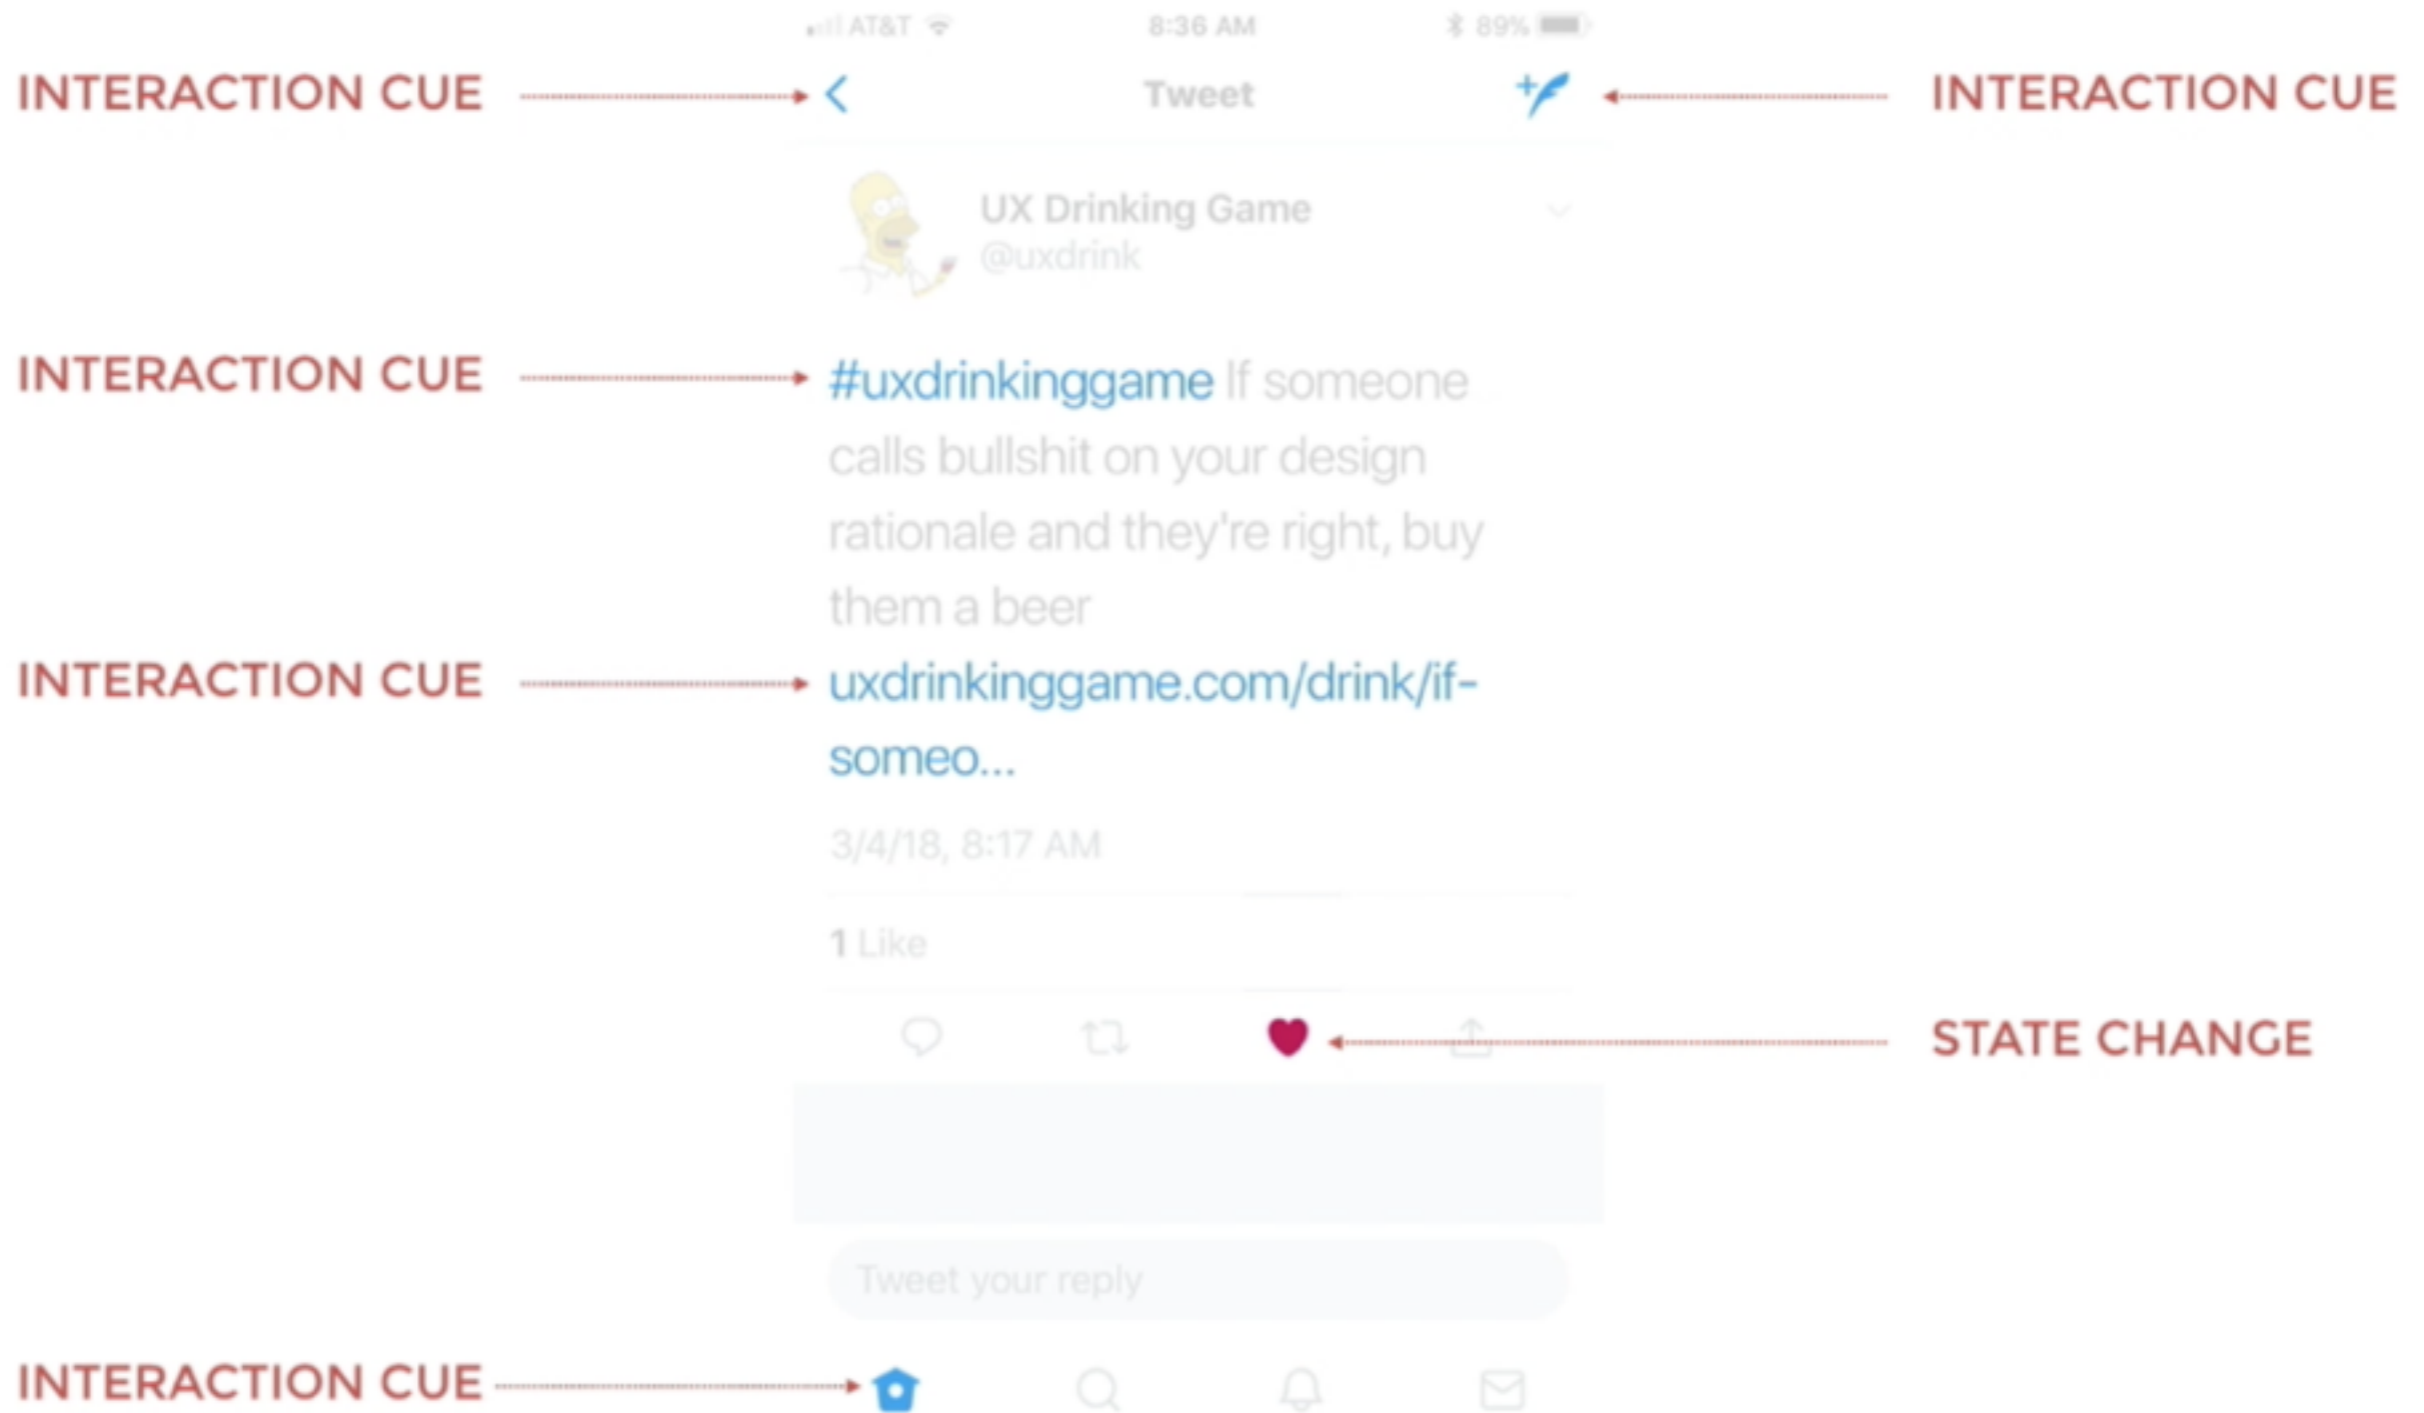 AT&T 8:36 AM 89%
INTERACTION CUE Tweet INTERACTION CUE
UX Drinking Game
@uxdrink
INTERACTION CUE #uxdrinkinggame If someone
calls bullshit on your design
rationale and they're right, buy
them a beer
INTERACTION CUE uxdrinkinggame.com/drink/if-
someo...
3/4/18, 8:17 AM
1 Like
STATE CHANGE
Tweet your reply
INTERACTION CUE